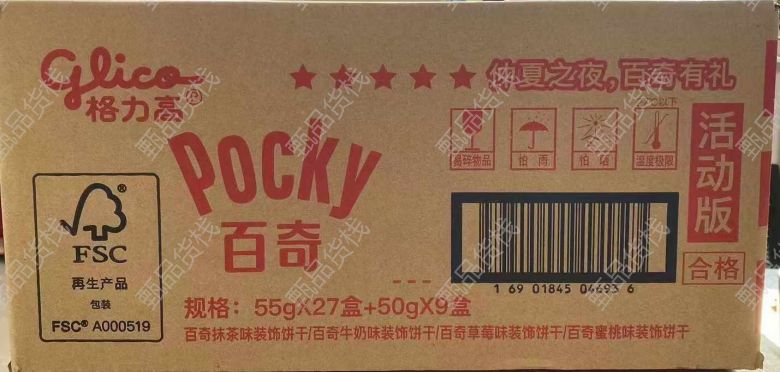 glico
格力高®
★★★★★ 仲夏之夜,百奇有礼
Pocky
百奇
易碎物品
怕雨
怕晒
℃以下
温度极限
活动版
合格
FSC®
再生产品
包装
FSC® A000519
1 69 01845 04693 6
规格：55gX27盒+50gX9盒
百奇抹茶味装饰饼干/百奇牛奶味装饰饼干/百奇草莓味装饰饼干/百奇蜜桃味装饰饼干
甄品货栈